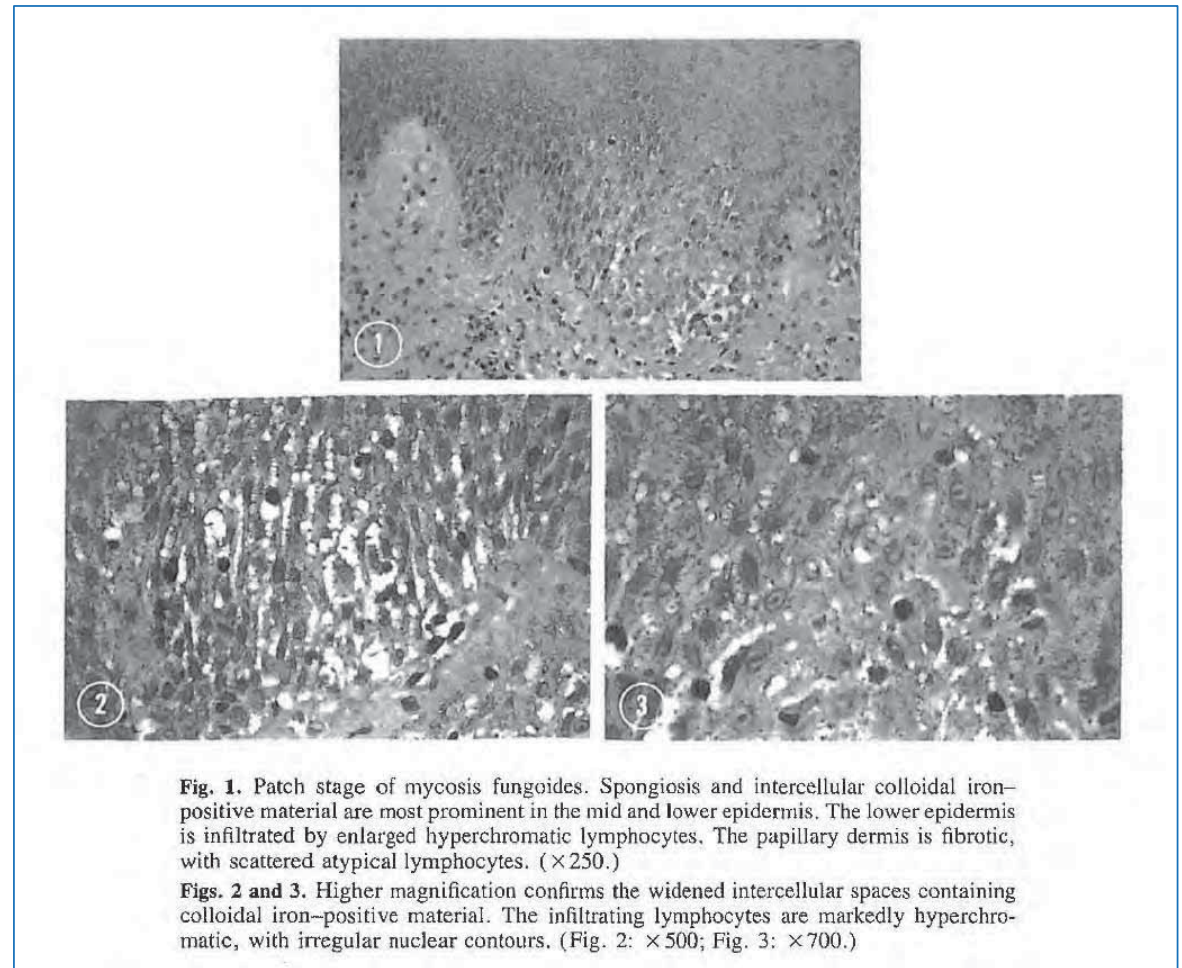 1
2
3
Fig. 1. Patch stage of mycosis fungoides. Spongiosis and intercellular colloidal iron–
positive material are most prominent in the mid and lower epidermis. The lower epidermis
is infiltrated by enlarged hyperchromatic lymphocytes. The papillary dermis is fibrotic,
with scattered atypical lymphocytes. (×250.)
Figs. 2 and 3. Higher magnification confirms the widened intercellular spaces containing
colloidal iron–positive material. The infiltrating lymphocytes are markedly hyperchro-
matic, with irregular nuclear contours. (Fig. 2: ×500; Fig. 3: ×700.)